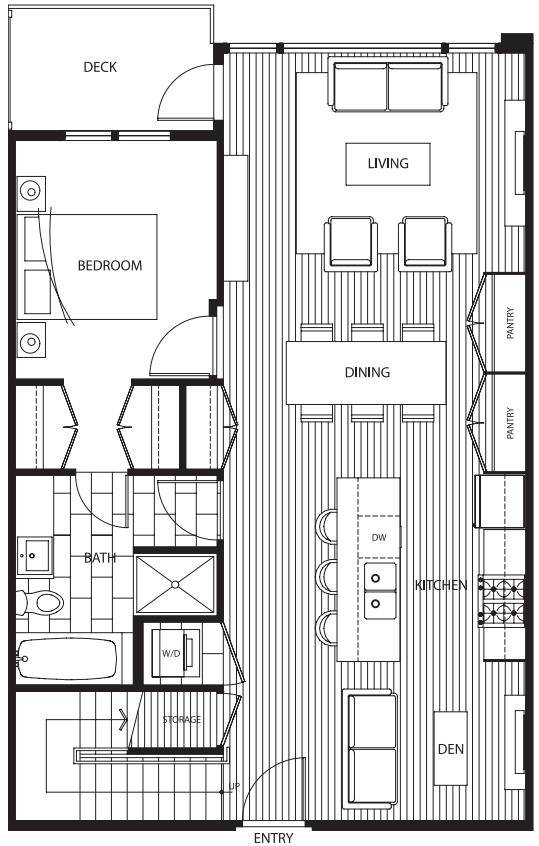 DECK
LIVING
BEDROOM
PANTRY
DINING
PANTRY
DW
BATH
KITCHEN
W/D
STORAGE
DEN
UP
ENTRY